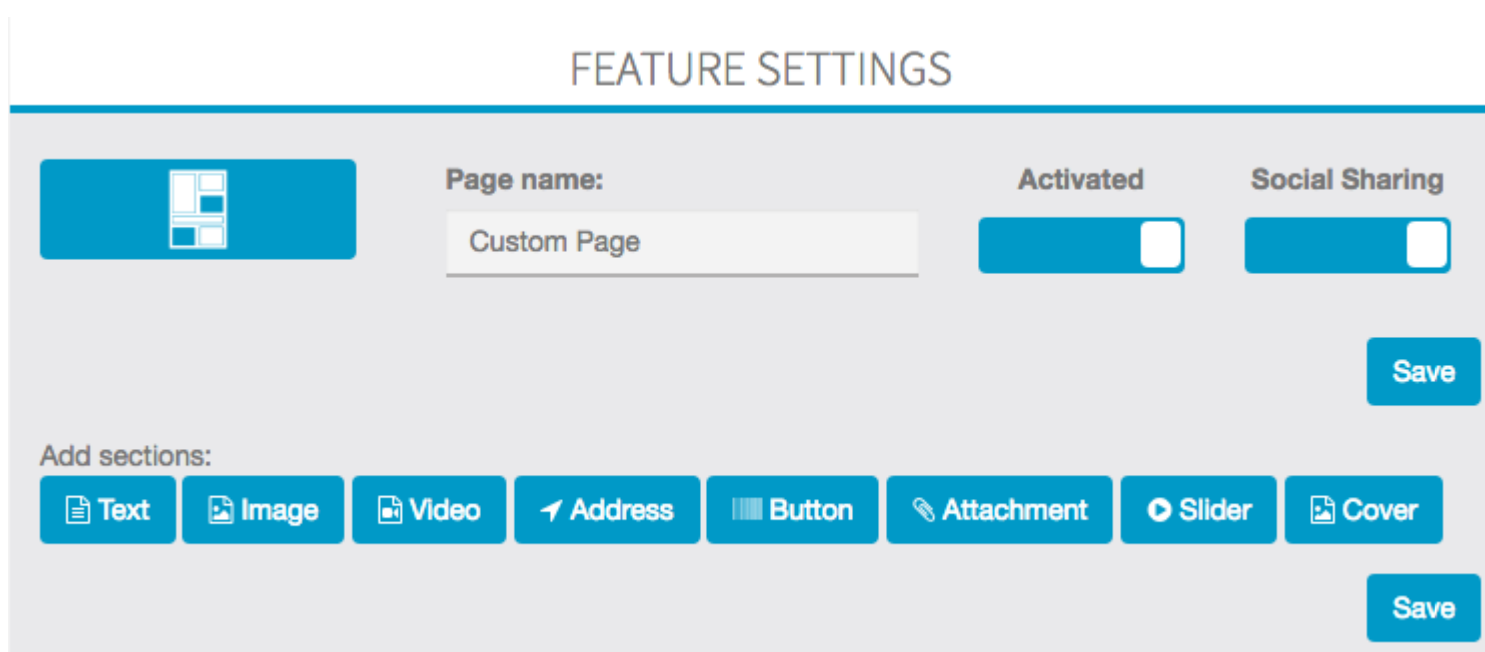 FEATURE SETTINGS
Page name: Activated Social Sharing
Custom Page
Save
Add sections:
Text Image Video Address Button Attachment Slider Cover
Save